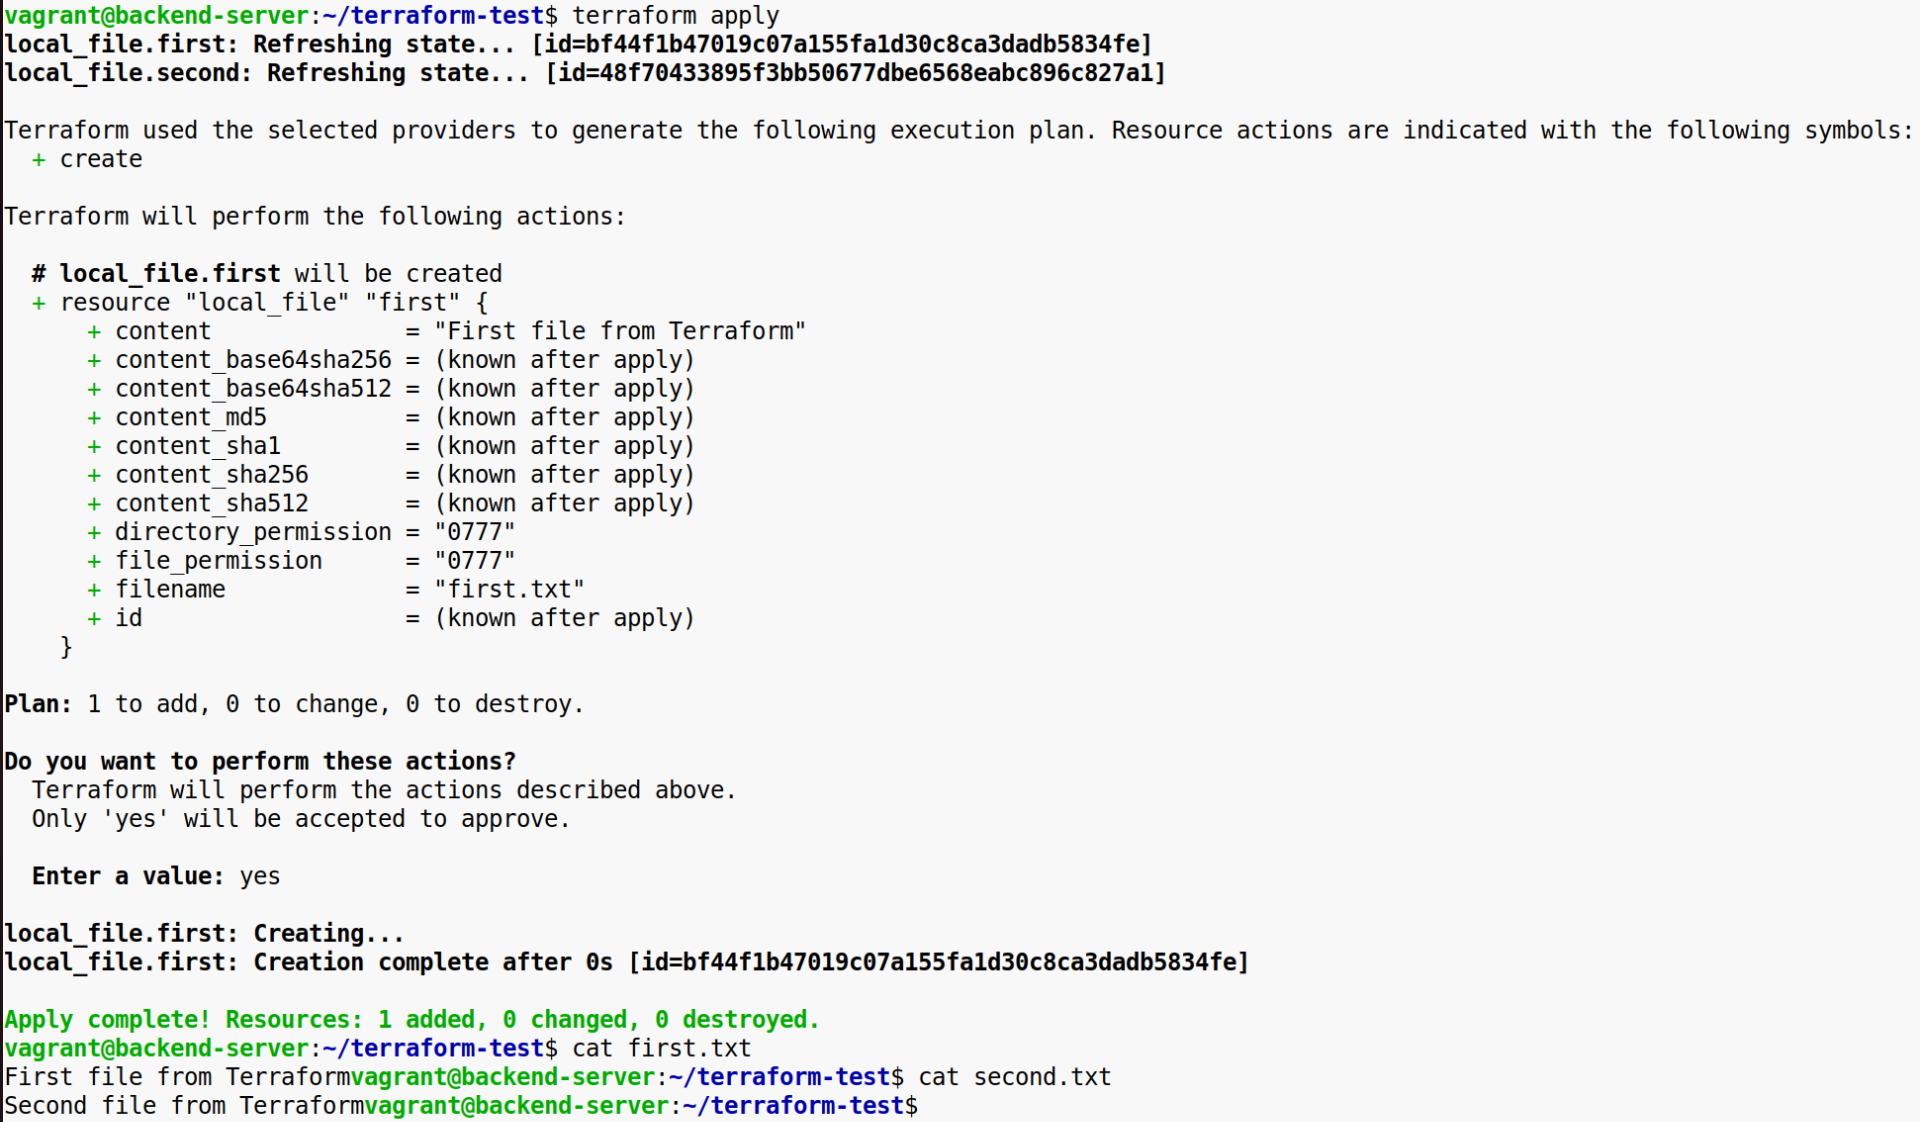 vagrant@backend-server:~/terraform-test$ terraform apply
local_file.first: Refreshing state... [id=bf44f1b47019c07a155fa1d30c8ca3dadb5834fe]
local_file.second: Refreshing state... [id=48f70433895f3bb50677dbe6568eabc896c827a1]

Terraform used the selected providers to generate the following execution plan. Resource actions are indicated with the following symbols:
  + create

Terraform will perform the following actions:

  # local_file.first will be created
  + resource "local_file" "first" {
      + content              = "First file from Terraform"
      + content_base64sha256 = (known after apply)
      + content_base64sha512 = (known after apply)
      + content_md5          = (known after apply)
      + content_sha1         = (known after apply)
      + content_sha256       = (known after apply)
      + content_sha512       = (known after apply)
      + directory_permission = "0777"
      + file_permission      = "0777"
      + filename             = "first.txt"
      + id                   = (known after apply)
    }

Plan: 1 to add, 0 to change, 0 to destroy.

Do you want to perform these actions?
  Terraform will perform the actions described above.
  Only 'yes' will be accepted to approve.

  Enter a value: yes

local_file.first: Creating...
local_file.first: Creation complete after 0s [id=bf44f1b47019c07a155fa1d30c8ca3dadb5834fe]

Apply complete! Resources: 1 added, 0 changed, 0 destroyed.
vagrant@backend-server:~/terraform-test$ cat first.txt
First file from Terraformvagrant@backend-server:~/terraform-test$ cat second.txt
Second file from Terraformvagrant@backend-server:~/terraform-test$